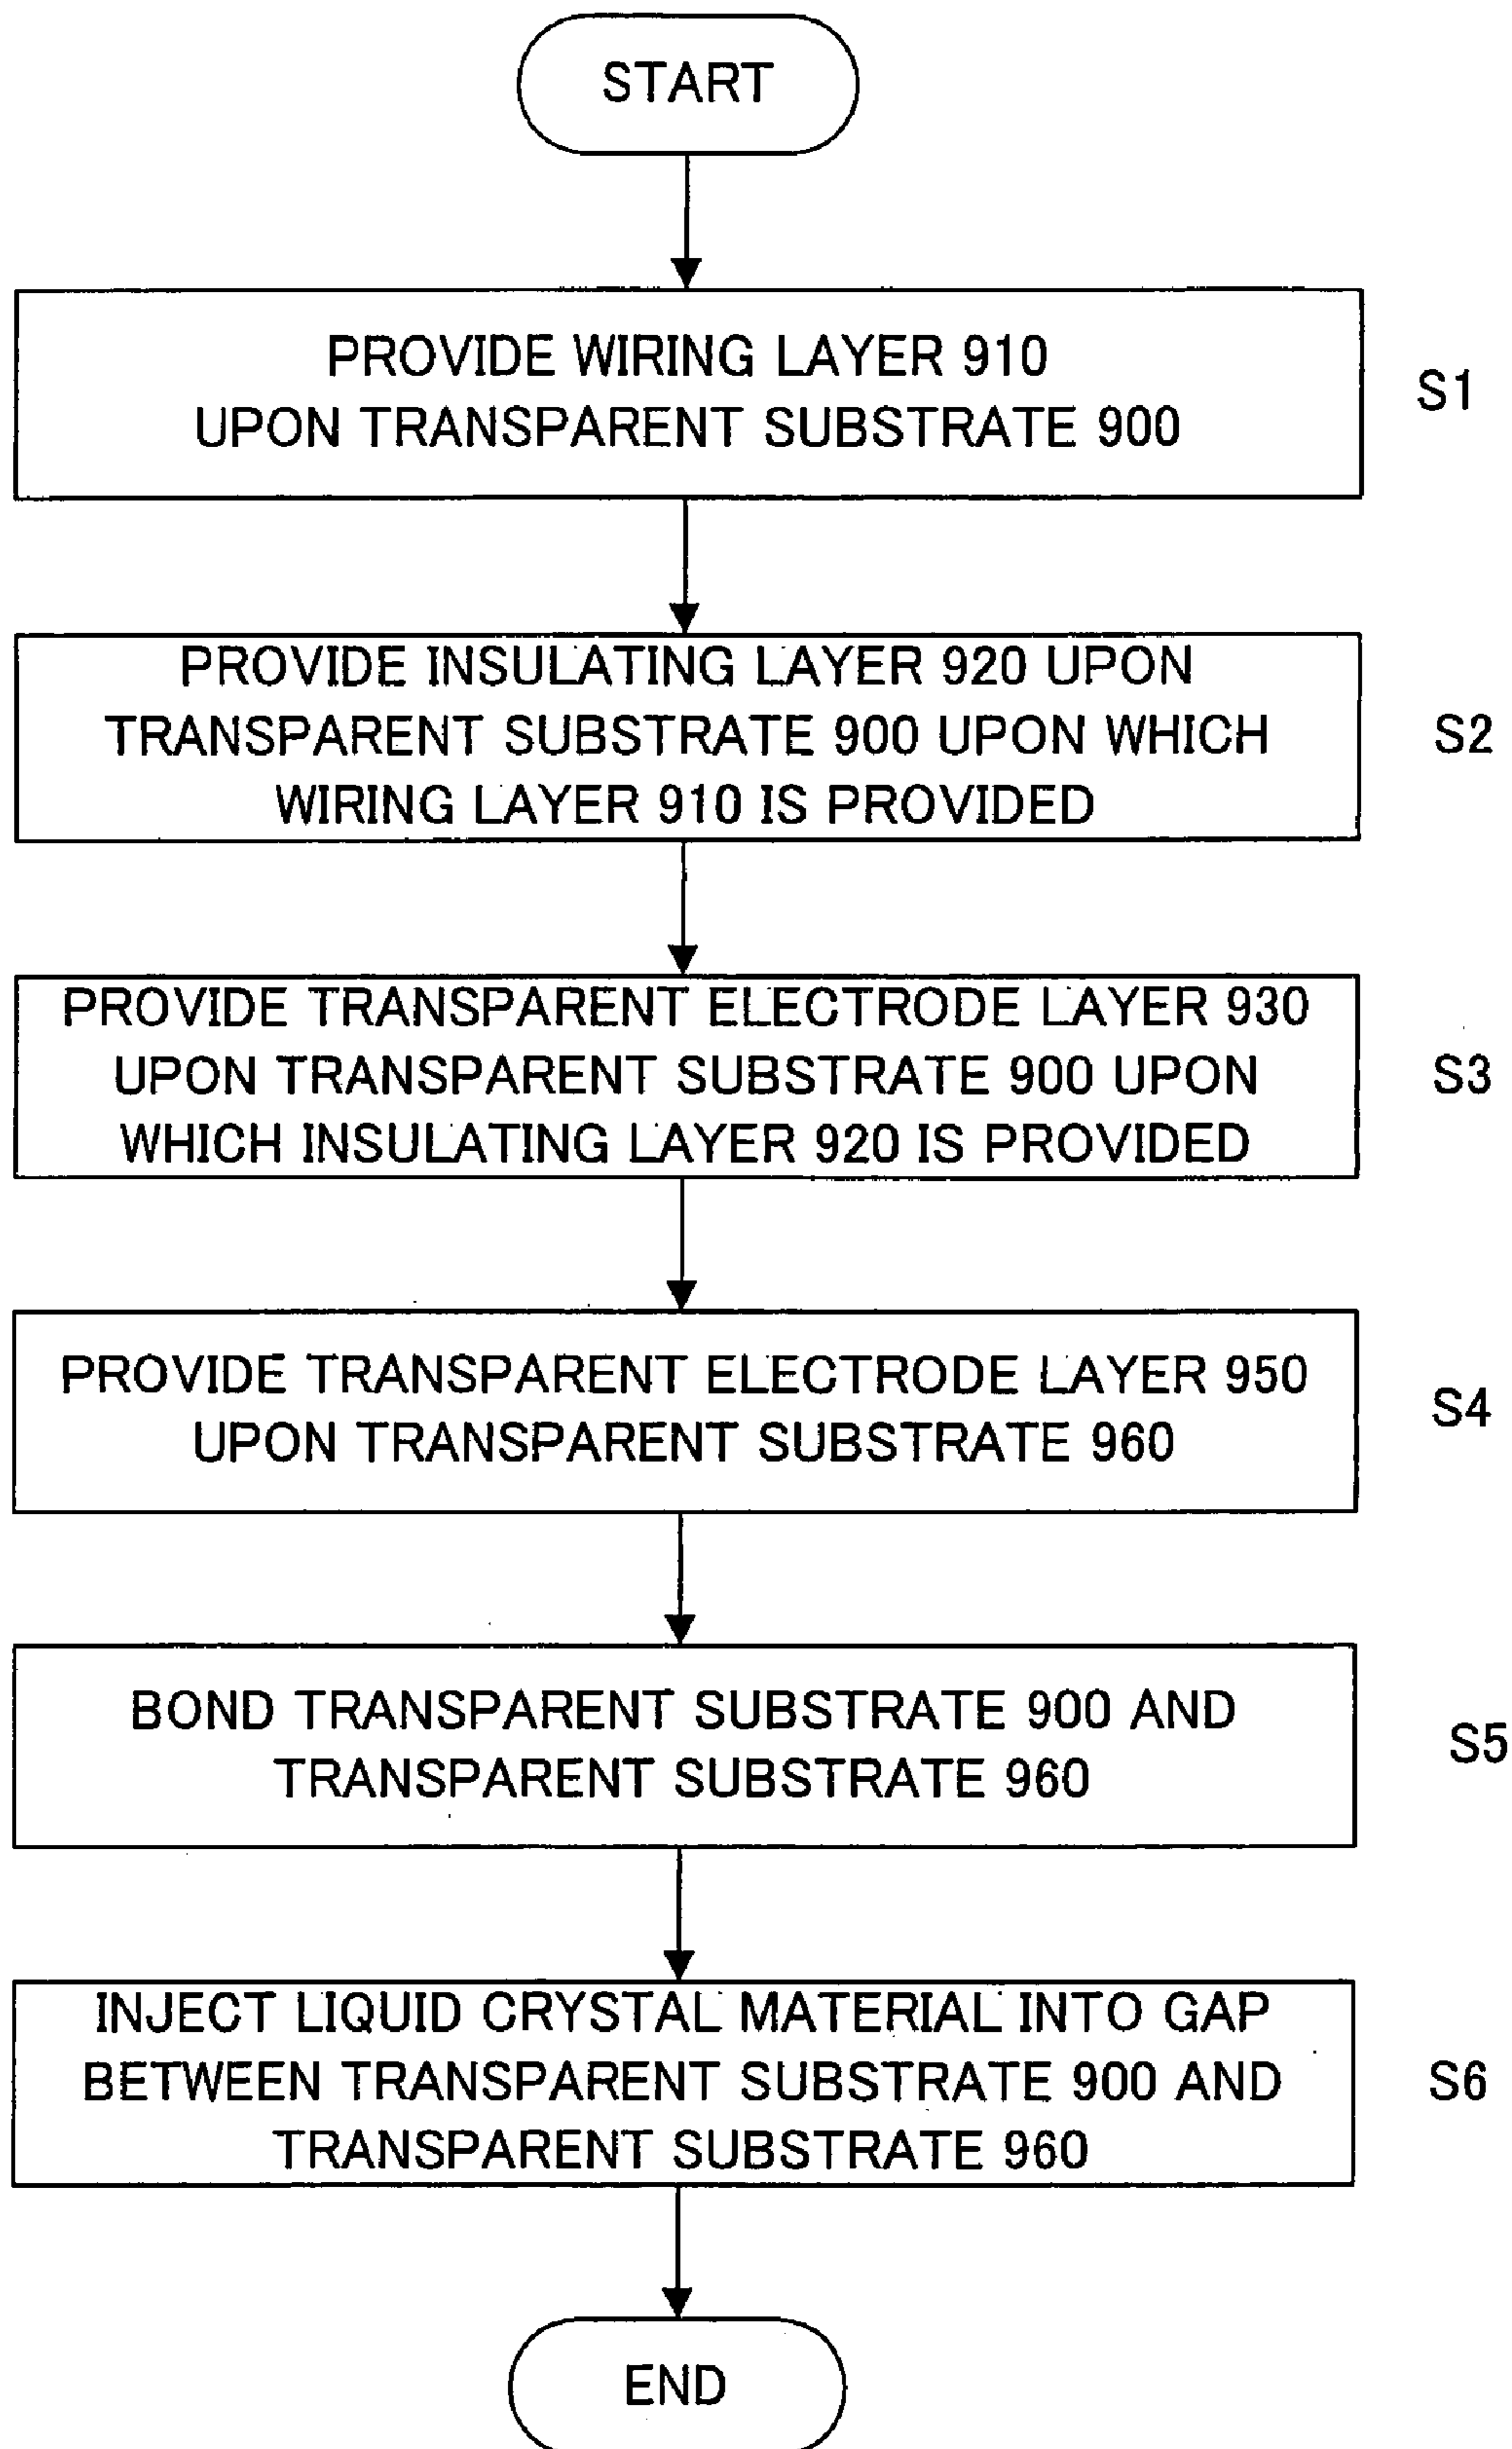 START
PROVIDE WIRING LAYER 910
UPON TRANSPARENT SUBSTRATE 900
S1
PROVIDE INSULATING LAYER 920 UPON
TRANSPARENT SUBSTRATE 900 UPON WHICH
WIRING LAYER 910 IS PROVIDED
S2
PROVIDE TRANSPARENT ELECTRODE LAYER 930
UPON TRANSPARENT SUBSTRATE 900 UPON
WHICH INSULATING LAYER 920 IS PROVIDED
S3
PROVIDE TRANSPARENT ELECTRODE LAYER 950
UPON TRANSPARENT SUBSTRATE 960
S4
BOND TRANSPARENT SUBSTRATE 900 AND
TRANSPARENT SUBSTRATE 960
S5
INJECT LIQUID CRYSTAL MATERIAL INTO GAP
BETWEEN TRANSPARENT SUBSTRATE 900 AND
TRANSPARENT SUBSTRATE 960
S6
END